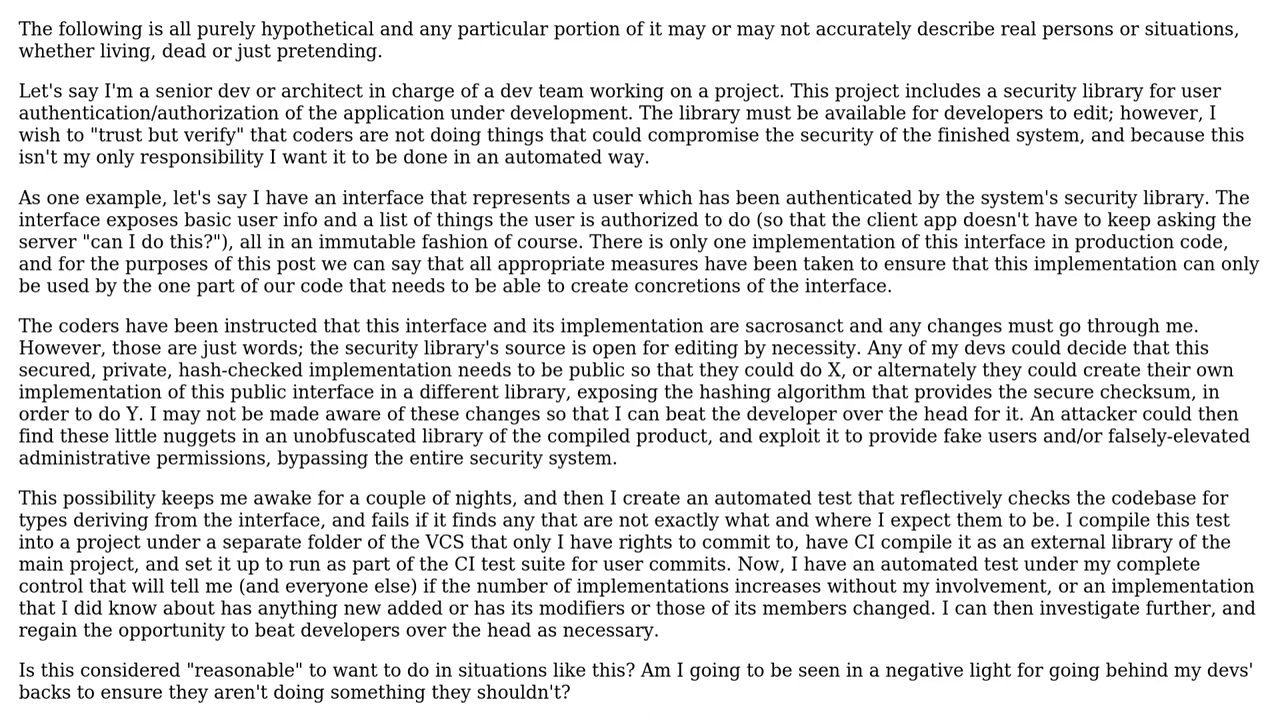 The following is all purely hypothetical and any particular portion of it may or may not accurately describe real persons or situations,
whether living, dead or just pretending.
Let's say I'm a senior dev or architect in charge of a dev team working on a project. This project includes a security library for user
authentication/authorization of the application under development. The library must be available for developers to edit; however, I
wish to "trust but verify" that coders are not doing things that could compromise the security of the finished system, and because this
isn't my only responsibility I want it to be done in an automated way.
As one example, let's say I have an interface that represents a user which has been authenticated by the system's security library. The
interface exposes basic user info and a list of things the user is authorized to do (so that the client app doesn't have to keep asking the
server "can I do this?"), all in an immutable fashion of course. There is only one implementation of this interface in production code,
and for the purposes of this post we can say that all appropriate measures have been taken to ensure that this implementation can only
be used by the one part of our code that needs to be able to create concretions of the interface.
The coders have been instructed that this interface and its implementation are sacrosanct and any changes must go through me.
However, those are just words; the security library's source is open for editing by necessity. Any of my devs could decide that this
secured, private, hash-checked implementation needs to be public so that they could do X, or alternately they could create their own
implementation of this public interface in a different library, exposing the hashing algorithm that provides the secure checksum, in
order to do Y. I may not be made aware of these changes so that I can beat the developer over the head for it. An attacker could then
find these little nuggets in an unobfuscated library of the compiled product, and exploit it to provide fake users and/or falsely-elevated
administrative permissions, bypassing the entire security system.
This possibility keeps me awake for a couple of nights, and then I create an automated test that reflectively checks the codebase for
types deriving from the interface, and fails if it finds any that are not exactly what and where I expect them to be. I compile this test
into a project under a separate folder of the VCS that only I have rights to commit to, have CI compile it as an external library of the
main project, and set it up to run as part of the CI test suite for user commits. Now, I have an automated test under my complete
control that will tell me (and everyone else) if the number of implementations increases without my involvement, or an implementation
that I did know about has anything new added or has its modifiers or those of its members changed. I can then investigate further, and
regain the opportunity to beat developers over the head as necessary.
Is this considered "reasonable" to want to do in situations like this? Am I going to be seen in a negative light for going behind my devs'
backs to ensure they aren't doing something they shouldn't?